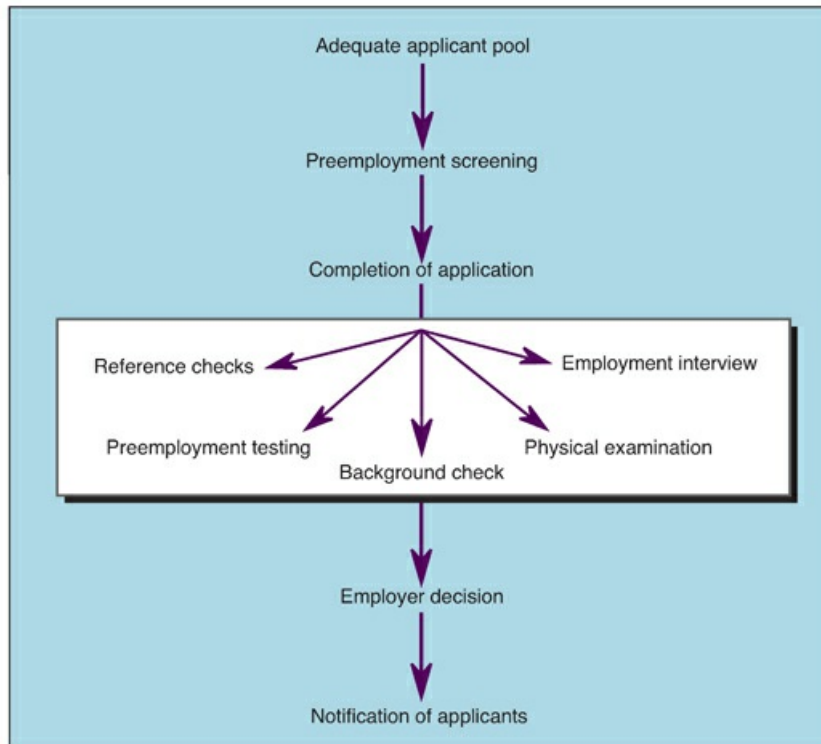 Adequate applicant pool
Preemployment screening
Completion of application
Reference checks
Employment interview
Preemployment testing
Physical examination
Background check
Employer decision
Notification of applicants